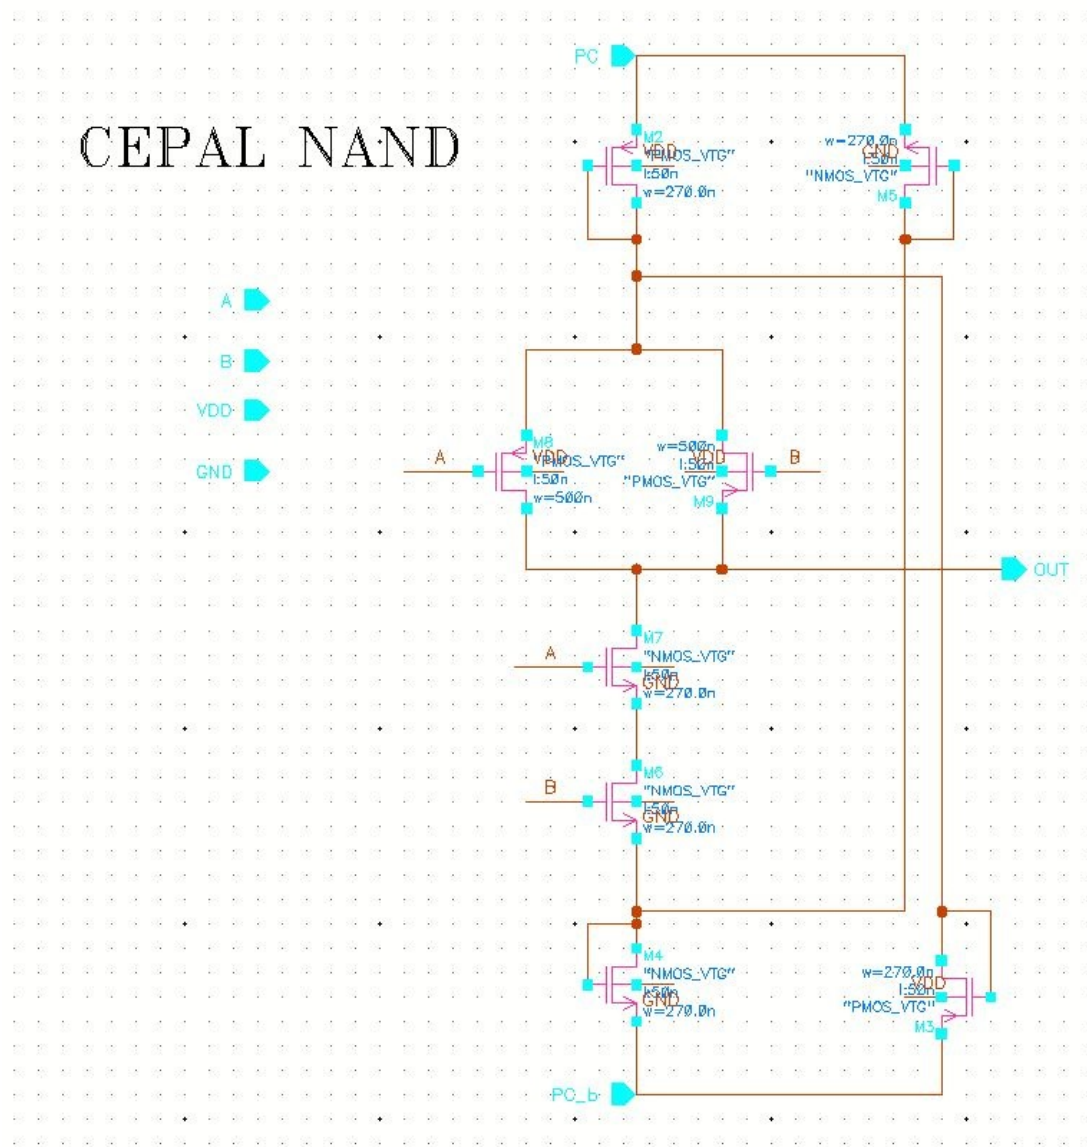 PC
CEPAL NAND
M2
VDD
"PMOS_VTG"
l:50n
w=270.0n
w=270.0n
GND
l:50n
"NMOS_VTG"
M5
A
B
VDD
GND
A
M8
VDD
"PMOS_VTG"
l:50n
w=500n
w=500n
VDD
l:50n
"PMOS_VTG"
M9
B
OUT
A
M7
"NMOS_VTG"
l:50n
GND
w=270.0n
B
M6
"NMOS_VTG"
l:50n
GND
w=270.0n
M4
"NMOS_VTG"
l:50n
GND
w=270.0n
w=270.0n
VDD
l:50n
"PMOS_VTG"
M3
PC_b